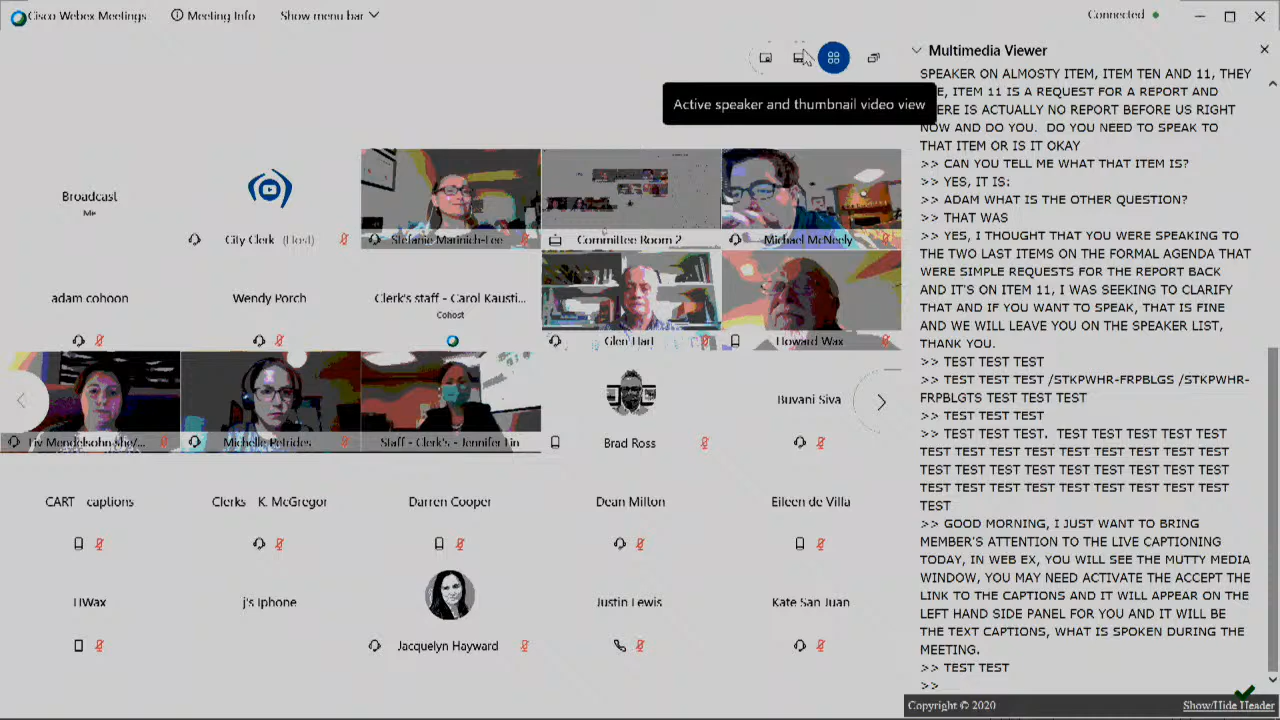 Cisco Webex Meetings
Meeting Info
Show menu bar
Connected
Active speaker and thumbnail video view
Broadcast
Me
City Clerk (Host)
Stefanie Marinich-Lee
Committee Room 2
Michael McNeely
adam cohoon
Wendy Porch
Clerk's staff - Carol Kausti...
Cohost
Glen Hart
Howard Wax
Liv Mendelsohn she/...
Michelle Petrides
Staff - Clerk's - Jennifer Lin
Brad Ross
Buvani Siva
CART captions
Clerks K. McGregor
Darren Cooper
Dean Milton
Eileen de Villa
HWax
j's Iphone
Jacquelyn Hayward
Justin Lewis
Kate San Juan
Multimedia Viewer
SPEAKER ON ALMOSTY ITEM, ITEM TEN AND 11, THEY
ITEM 11 IS A REQUEST FOR A REPORT AND
IS ACTUALLY NO REPORT BEFORE US RIGHT
NOW AND DO YOU. DO YOU NEED TO SPEAK TO
THAT ITEM OR IS IT OKAY
>> CAN YOU TELL ME WHAT THAT ITEM IS?
>> YES, IT IS:
>> ADAM WHAT IS THE OTHER QUESTION?
>> THAT WAS
>> YES, I THOUGHT THAT YOU WERE SPEAKING TO
THE TWO LAST ITEMS ON THE FORMAL AGENDA THAT
WERE SIMPLE REQUESTS FOR THE REPORT BACK
AND IT'S ON ITEM 11, I WAS SEEKING TO CLARIFY
THAT AND IF YOU WANT TO SPEAK, THAT IS FINE
AND WE WILL LEAVE YOU ON THE SPEAKER LIST,
THANK YOU.
>> TEST TEST TEST
>> TEST TEST TEST /STKPWHR-FRPBLGS /STKPWHR-
FRPBLGTS TEST TEST TEST
>> TEST TEST TEST
>> TEST TEST TEST. TEST TEST TEST TEST TEST
TEST TEST TEST TEST TEST TEST TEST TEST TEST
TEST TEST TEST TEST TEST TEST TEST TEST TEST
TEST TEST TEST TEST TEST TEST TEST TEST TEST
TEST
>> GOOD MORNING, I JUST WANT TO BRING
MEMBER'S ATTENTION TO THE LIVE CAPTIONING
TODAY, IN WEB EX, YOU WILL SEE THE MUTTY MEDIA
WINDOW, YOU MAY NEED ACTIVATE THE ACCEPT THE
LINK TO THE CAPTIONS AND IT WILL APPEAR ON THE
LEFT HAND SIDE PANEL FOR YOU AND IT WILL BE
THE TEXT CAPTIONS, WHAT IS SPOKEN DURING THE
MEETING.
>> TEST TEST
>>
Copyright © 2020
Show/Hide Header